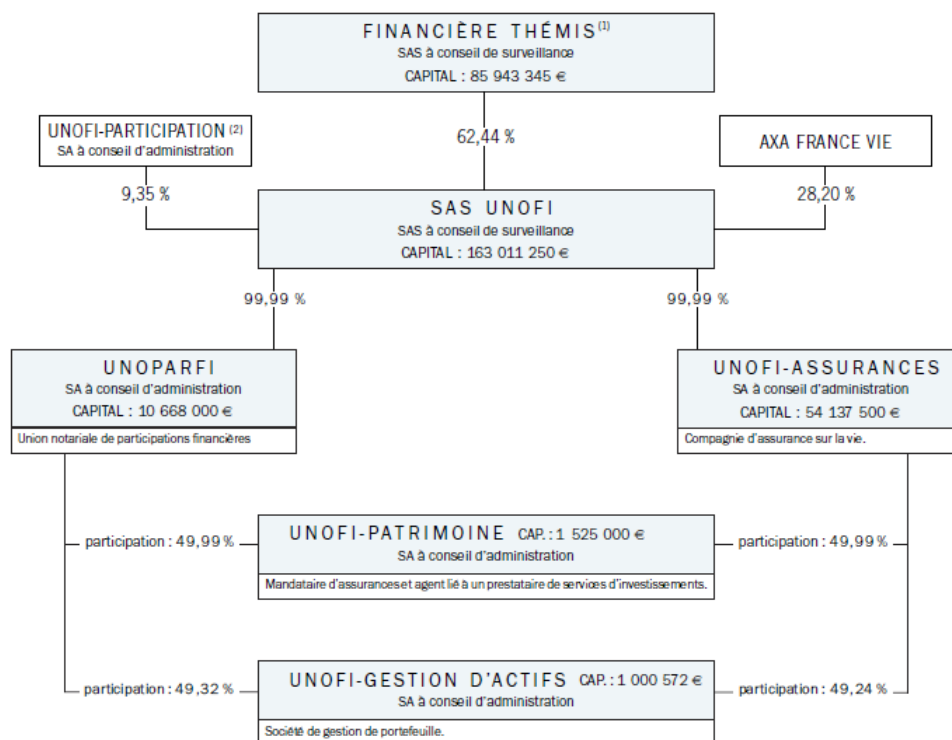 FINANCIÈRE THÉMIS (1)
SAS à conseil de surveillance
CAPITAL : 85 943 345 €
62,44 %
UNOFI-PARTICIPATION (2)
SA à conseil d'administration
9,35 %
AXA FRANCE VIE
28,20 %
SAS UNOFI
SAS à conseil de surveillance
CAPITAL : 163 011 250 €
99,99 %
99,99 %
UNOPARFI
SA à conseil d'administration
CAPITAL : 10 668 000 €
Union notariale de participations financières
UNOFI-ASSURANCES
SA à conseil d'administration
CAPITAL : 54 137 500 €
Compagnie d'assurance sur la vie.
participation : 49,99 %
UNOFI-PATRIMOINE CAP. : 1 525 000 €
SA à conseil d'administration
Mandataire d'assurances et agent lié à un prestataire de services d'investissements.
participation : 49,99 %
participation : 49,32 %
UNOFI-GESTION D'ACTIFS CAP. : 1 000 572 €
SA à conseil d'administration
Société de gestion de portefeuille.
participation : 49,24 %